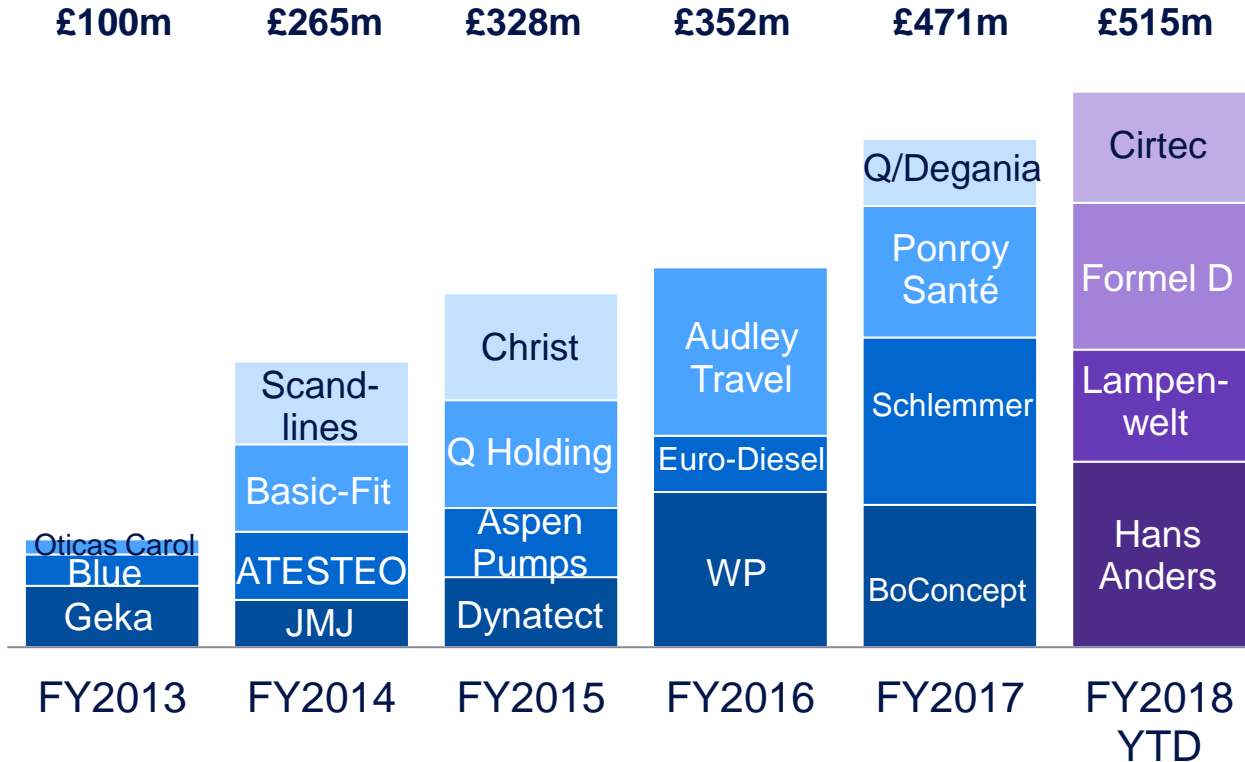 £100m £265m £328m £352m £471m £515m
Oticas Carol
Blue
Geka
Scand-
lines
Basic-Fit
ATESTEO
JMJ
Christ
Q Holding
Aspen
Pumps
Dynatect
Audley
Travel
Euro-Diesel
WP
Q/Degania
Ponroy
Santé
Schlemmer
BoConcept
Cirtec
Formel D
Lampen-
welt
Hans
Anders
FY2013 FY2014 FY2015 FY2016 FY2017 FY2018
YTD